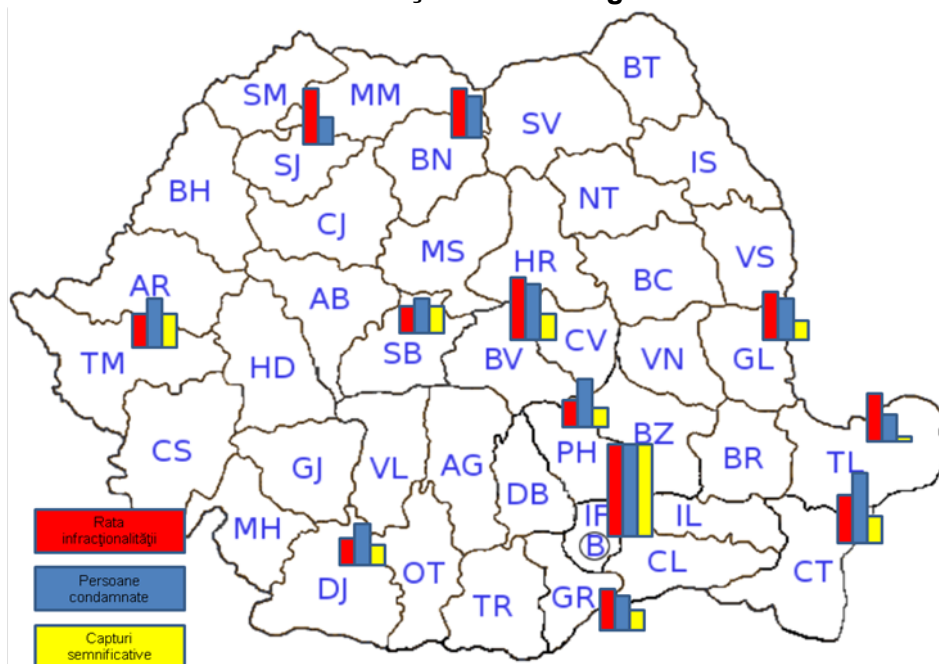 BT
SM
MM
SV
BN
IS
SJ
BH
NT
CJ
MS
HR
VS
BC
AR
AB
TM
SB
BV
CV
VN
GL
HD
CS
GJ
VL
AG
PH
BZ
BR
TL
DB
MH
IF
IL
B
DJ
OT
TR
GR
CL
CT
Rata
infracționalității
Persoane
condamnate
Capturi
semnificative